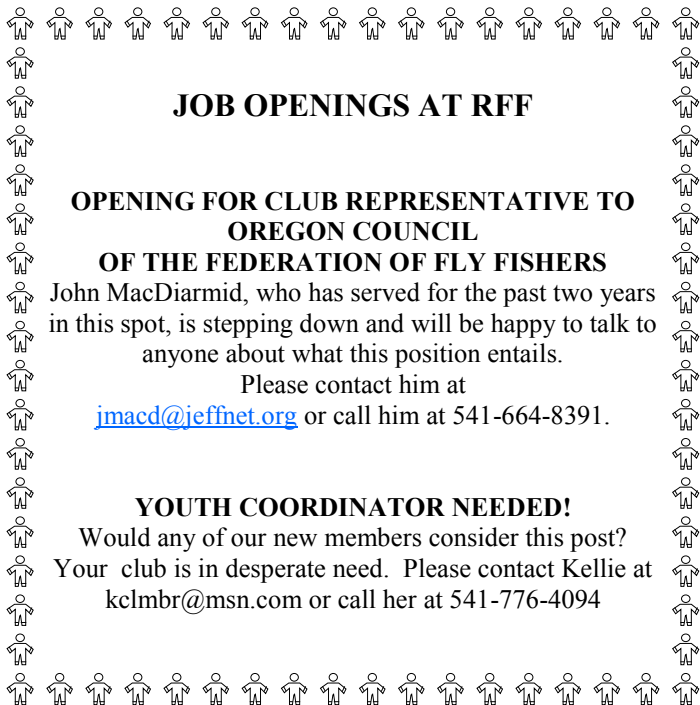 JOB OPENINGS AT RFF
OPENING FOR CLUB REPRESENTATIVE TO
OREGON COUNCIL
OF THE FEDERATION OF FLY FISHERS
John MacDiarmid, who has served for the past two years
in this spot, is stepping down and will be happy to talk to
anyone about what this position entails.
Please contact him at
jmacd@jeffnet.org or call him at 541-664-8391.
YOUTH COORDINATOR NEEDED!
Would any of our new members consider this post?
Your  club is in desperate need.  Please contact Kellie at
kclmbr@msn.com or call her at 541-776-4094